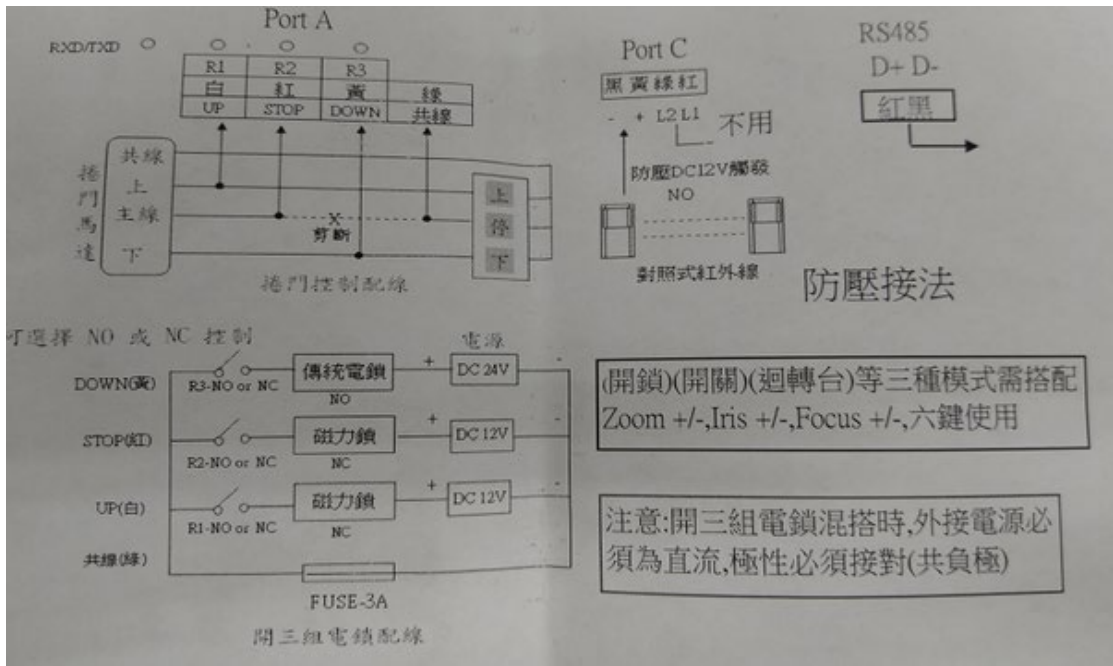 Port A
RXD/TXD
R1 R2 R3
白 紅 黃 綠
UP STOP DOWN 共線
捲門馬達
共線
上
主線
下
X
剪斷
上
停
下
捲門控制配線
Port C
黑黃綠紅
- + L2 L1 不用
防壓DC12V觸發
NO
對照式紅外線
防壓接法
RS485
D+ D-
紅黑
可選擇 NO 或 NC 控制
電源
DOWN(黃) R3-NO or NC 傳統電鎖 NO + DC 24V -
STOP(紅) R2-NO or NC 磁力鎖 NC + DC 12V -
UP(白) R1-NO or NC 磁力鎖 NC + DC 12V -
共線(綠)
FUSE-3A
開三組電鎖配線
(開鎖)(開關)(迴轉台)等三種模式需搭配
Zoom +/-,Iris +/-,Focus +/-,六鍵使用
注意:開三組電鎖混搭時,外接電源必
須為直流,極性必須接對(共負極)